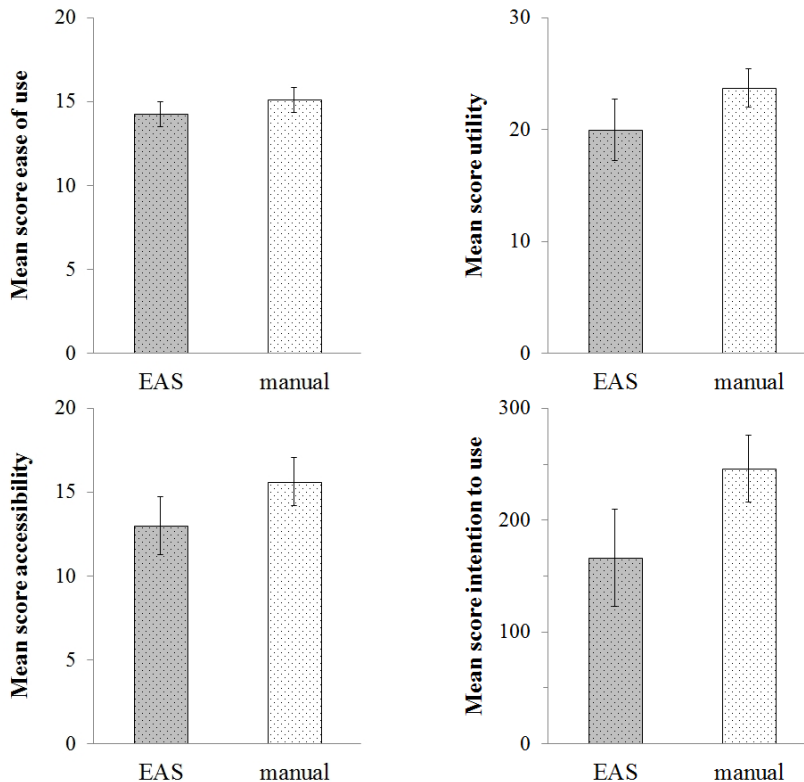 Mean score ease of use
20
15
10
5
0
EAS manual
Mean score utility
30
20
10
0
EAS manual
Mean score accessibility
20
15
10
5
0
EAS manual
Mean score intention to use
300
200
100
0
EAS manual